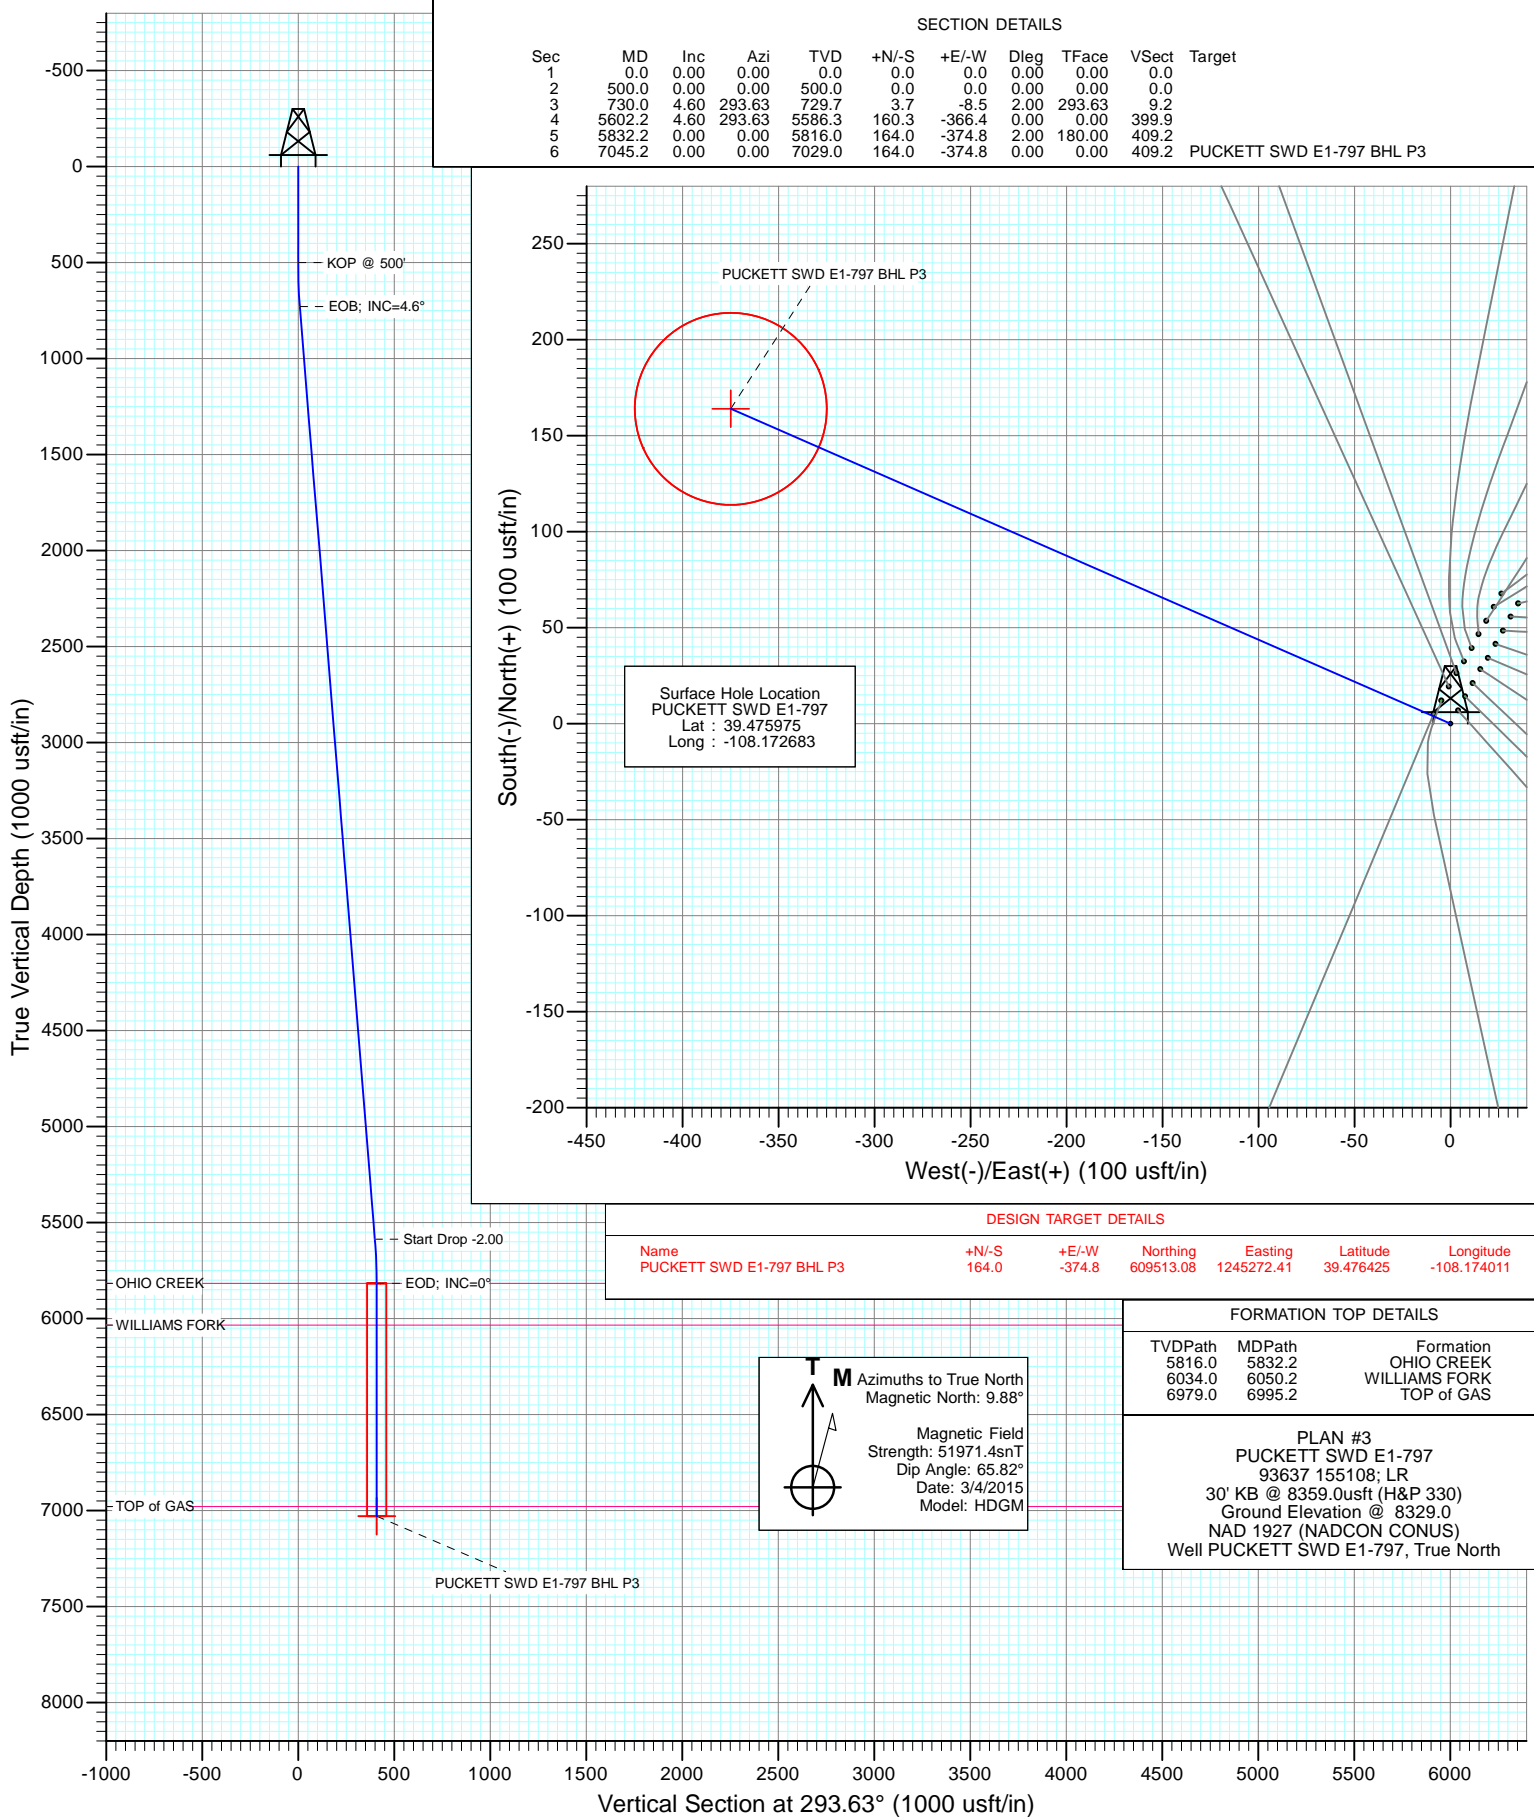 SECTION DETAILS
Sec MD Inc Azi TVD +N/-S +E/-W Dleg TFace VSect Target
1 0.0 0.00 0.00 0.0 0.0 0.0 0.00 0.00 0.0
2 500.0 0.00 0.00 500.0 0.0 0.0 0.00 0.00 0.0
3 730.0 4.60 293.63 729.7 3.7 -8.5 2.00 293.63 9.2
4 5602.2 4.60 293.63 5586.3 160.3 -366.4 0.00 0.00 399.9
5 5832.2 0.00 0.00 5816.0 164.0 -374.8 2.00 180.00 409.2
6 7045.2 0.00 0.00 7029.0 164.0 -374.8 0.00 0.00 409.2 PUCKETT SWD E1-797 BHL P3
True Vertical Depth (1000 usft/in)
-500
0
500
1000
1500
2000
2500
3000
3500
4000
4500
5000
5500
6000
6500
7000
7500
8000
KOP @ 500'
EOB; INC=4.6°
Start Drop -2.00
EOD; INC=0°
OHIO CREEK
WILLIAMS FORK
TOP of GAS
PUCKETT SWD E1-797 BHL P3
-1000 -500 0 500 1000 1500 2000 2500 3000 3500 4000 4500 5000 5500 6000
Vertical Section at 293.63° (1000 usft/in)
South(-)/North(+) (100 usft/in)
250
200
150
100
50
0
-50
-100
-150
-200
PUCKETT SWD E1-797 BHL P3
Surface Hole Location
PUCKETT SWD E1-797
Lat : 39.475975
Long : -108.172683
-450 -400 -350 -300 -250 -200 -150 -100 -50 0
West(-)/East(+) (100 usft/in)
DESIGN TARGET DETAILS
Name +N/-S +E/-W Northing Easting Latitude Longitude
PUCKETT SWD E1-797 BHL P3 164.0 -374.8 609513.08 1245272.41 39.476425 -108.174011
FORMATION TOP DETAILS
TVDPath MDPath Formation
5816.0 5832.2 OHIO CREEK
6034.0 6050.2 WILLIAMS FORK
6979.0 6995.2 TOP of GAS
T
M
Azimuths to True North
Magnetic North: 9.88°
Magnetic Field
Strength: 51971.4snT
Dip Angle: 65.82°
Date: 3/4/2015
Model: HDGM
PLAN #3
PUCKETT SWD E1-797
93637 155108; LR
30' KB @ 8359.0usft (H&P 330)
Ground Elevation @ 8329.0
NAD 1927 (NADCON CONUS)
Well PUCKETT SWD E1-797, True North